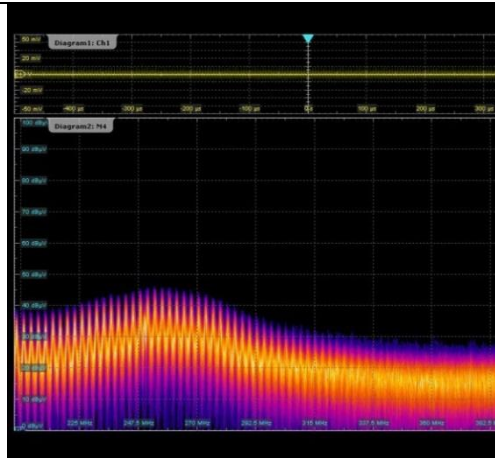 50 mV
Diagram1: Ch1
20 mV
-20 mV
-50 mV
-400 µs
-200 µs
-100 µs
0 s
100 µs
200 µs
300 µs
100 dBµV
Diagram2: M4
90 dBµV
80 dBµV
70 dBµV
60 dBµV
50 dBµV
40 dBµV
30 dBµV
20 dBµV
10 dBµV
0 dBµV
225 MHz
247.5 MHz
270 MHz
292.5 MHz
315 MHz
337.5 MHz
360 MHz
382.5